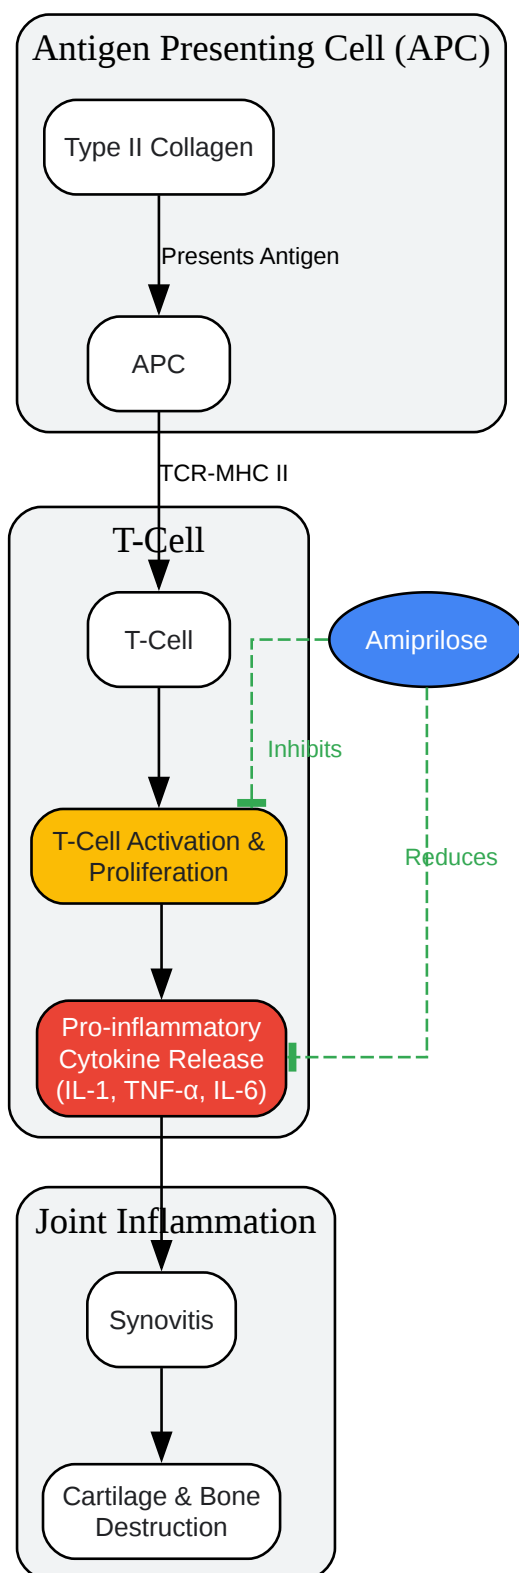 Antigen Presenting Cell (APC)
Type II Collagen
Presents Antigen
APC
TCR-MHC II
T-Cell
T-Cell
Amiprilose
Inhibits
T-Cell Activation &
Proliferation
Reduces
Pro-inflammatory
Cytokine Release
(IL-1, TNF-α, IL-6)
Joint Inflammation
Synovitis
Cartilage & Bone
Destruction